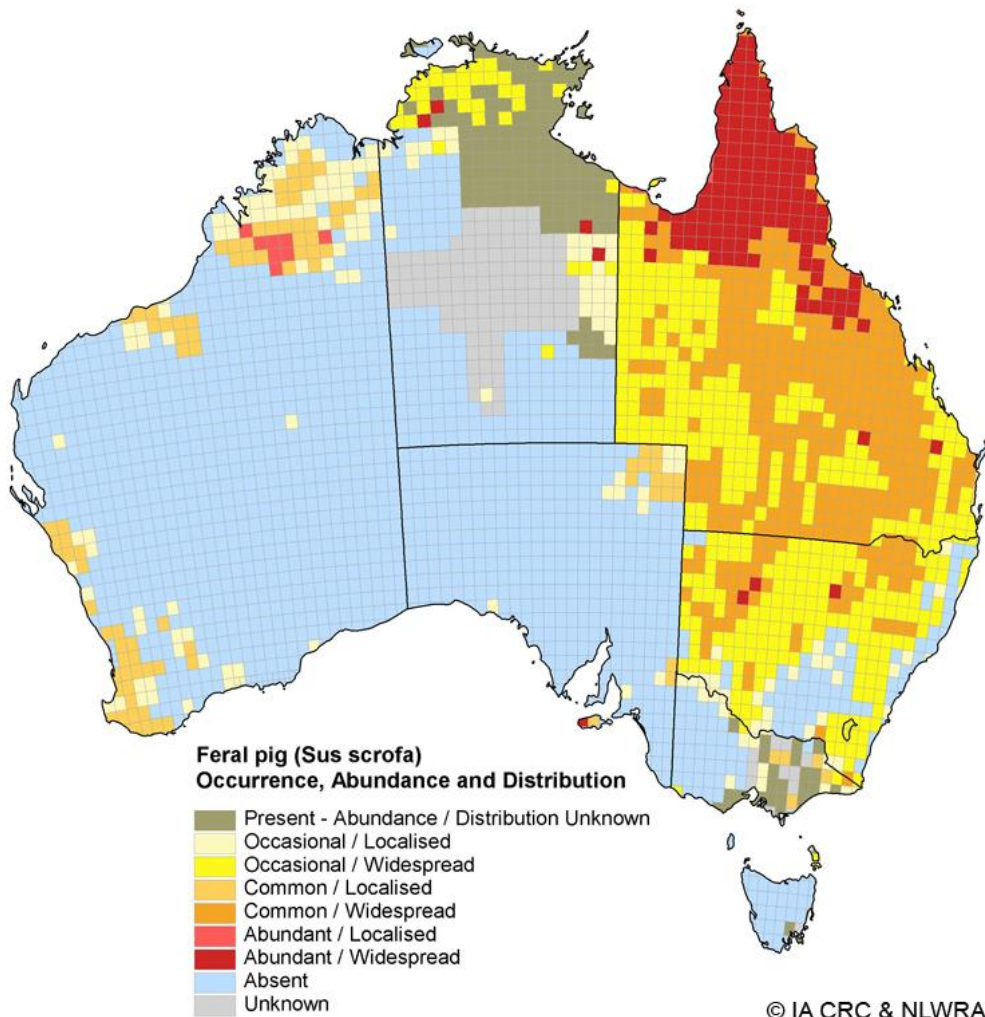 Feral pig (Sus scrofa)
Occurrence, Abundance and Distribution
Present - Abundance / Distribution Unknown
Occasional / Localised
Occasional / Widespread
Common / Localised
Common / Widespread
Abundant / Localised
Abundant / Widespread
Absent
Unknown
© IA CRC & NLWRA